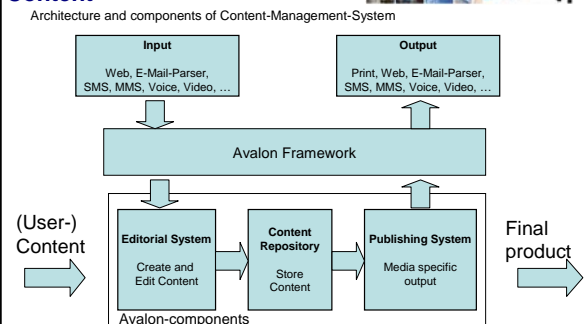 Architecture and components of Content-Management-System
Input
Web, E-Mail-Parser,
SMS, MMS, Voice, Video, …
Output
Print, Web, E-Mail-Parser,
SMS, MMS, Voice, Video, …
Avalon Framework
(User-)
Content
Editorial System
Create and
Edit Content
Content
Repository
Store
Content
Publishing System
Media specific
output
Final
product
Avalon-components